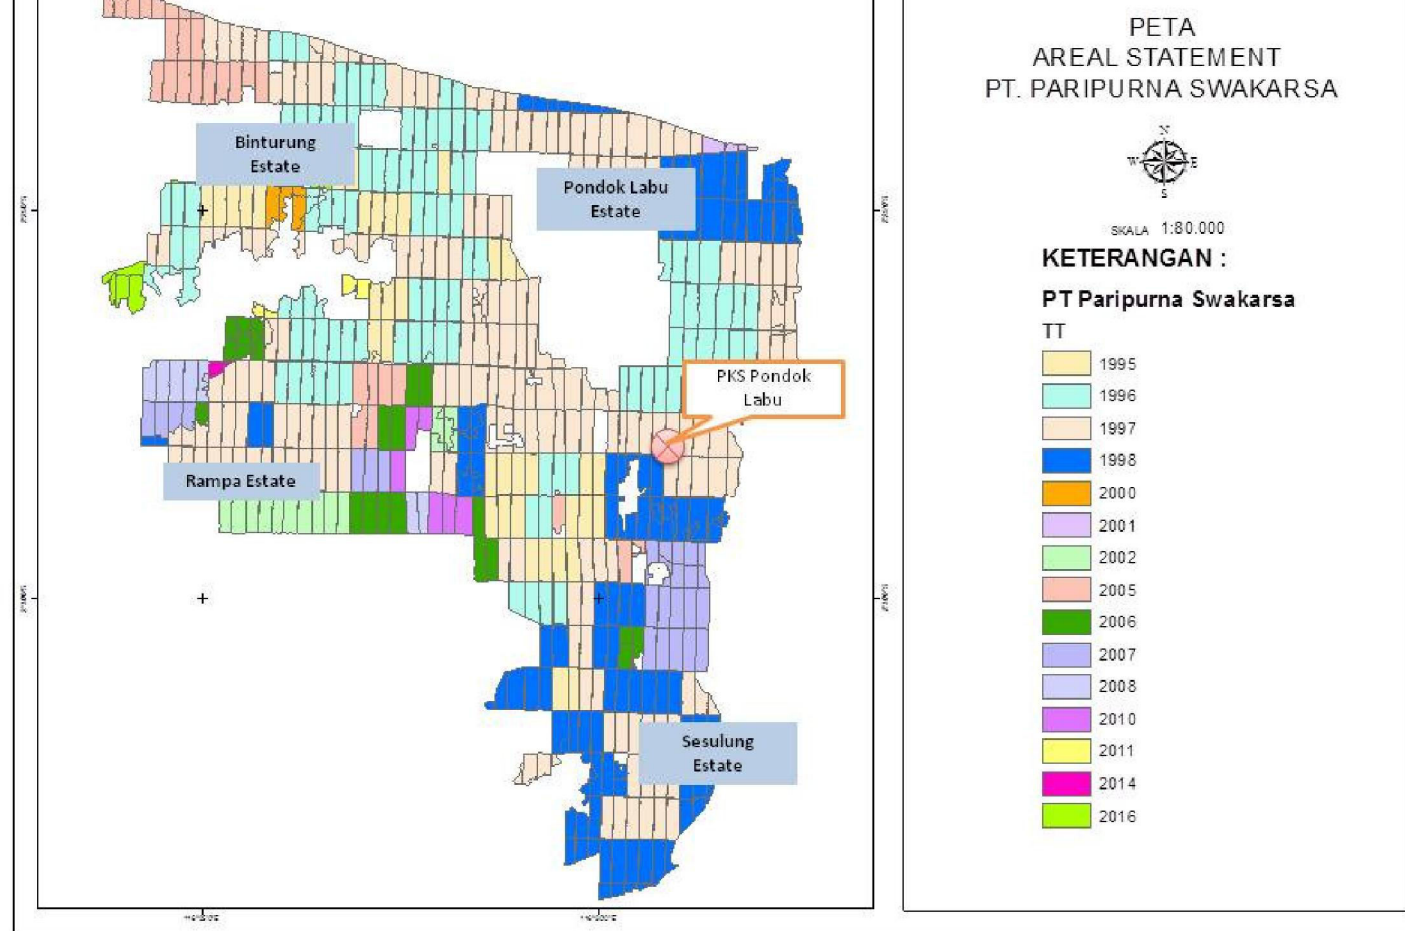 PETA
AREAL STATEMENT
PT. PARIPURNA SWAKARSA
N
W
E
S
SKALA 1:80.000
KETERANGAN :
PT Paripurna Swakarsa
TT
1995
1996
1997
1998
2000
2001
2002
2005
2006
2007
2008
2010
2011
2014
2016
Binturung
Estate
Pondok Labu
Estate
PKS Pondok
Labu
Rampa Estate
Sesulung
Estate